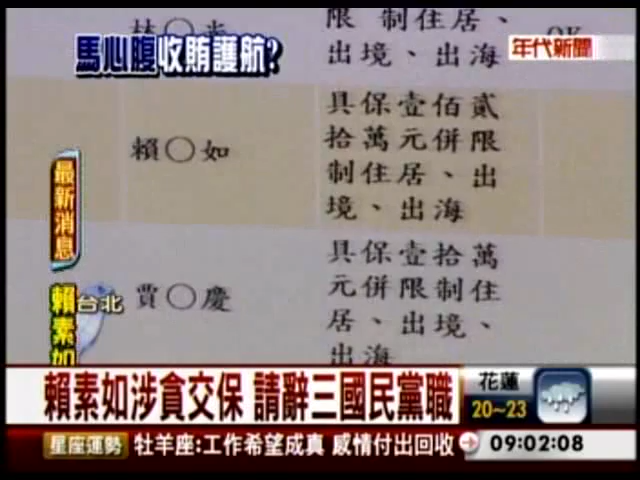 馬心腹收賄護航?
年代新聞
限 制住居、
出境、出海
OK
具保壹佰貳
賴○如
拾萬元併限
制住居、出
境、出海
最新消息
具保壹拾萬
賈○慶
元併限制住
居、出境、
出海
台北
賴素如
賴素如涉貪交保 請辭三國民黨職
花蓮
20~23
星座運勢
牡羊座:工作希望成真 感情付出回收
09:02:08